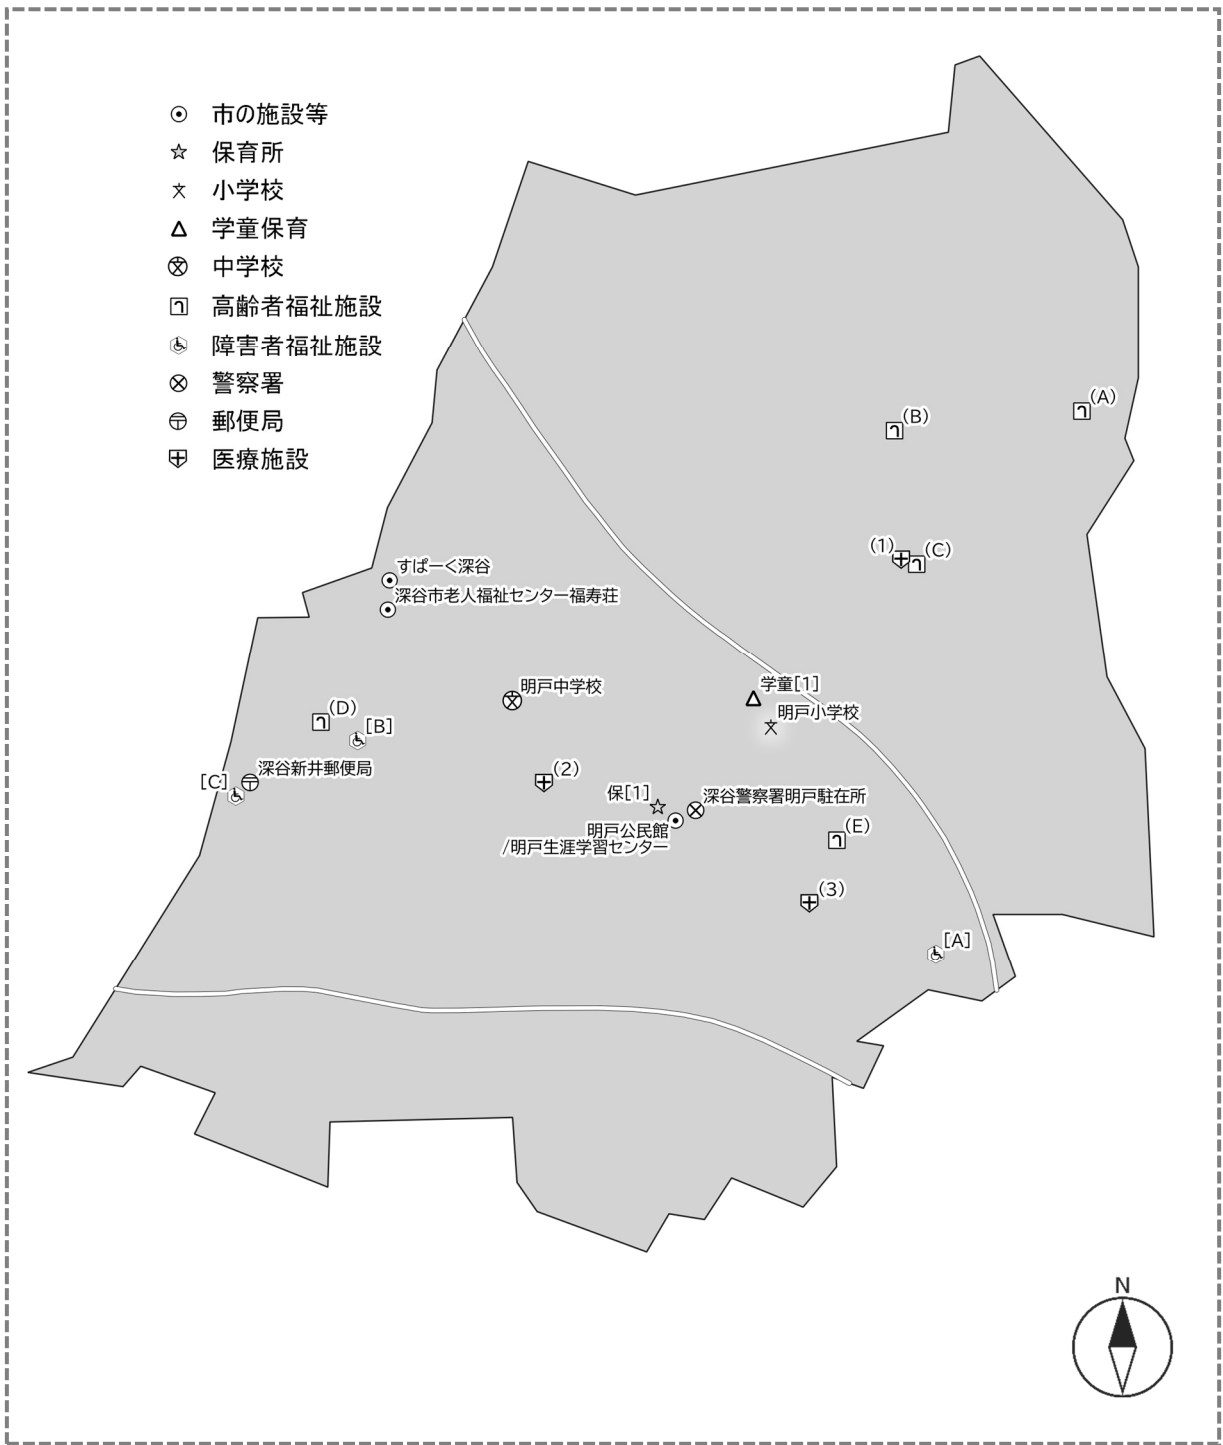 市の施設等
保育所
小学校
学童保育
中学校
高齢者福祉施設
障害者福祉施設
警察署
郵便局
医療施設
(A)
(B)
(1)
(C)
すぱーく深谷
深谷市老人福祉センター福寿荘
明戸中学校
学童[1]
明戸小学校
(D)
[B]
深谷新井郵便局
[C]
(2)
保[1]
深谷警察署明戸駐在所
明戸公民館
/明戸生涯学習センター
(E)
(3)
[A]
N